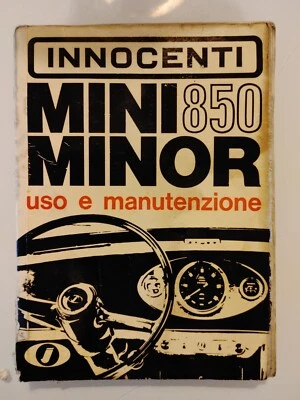 INNOCENTI
MINI 850
MINOR
uso e manutenzione